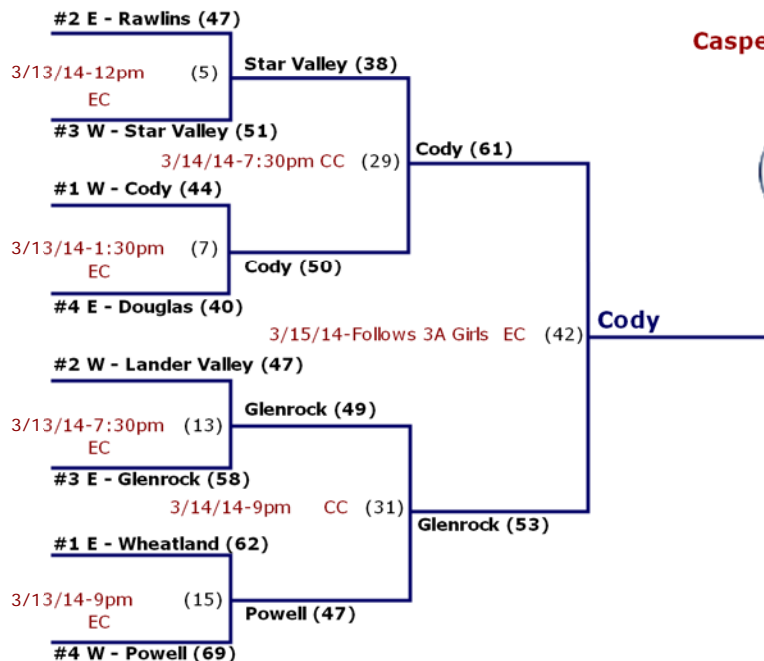 #2 E - Rawlins (47)
Caspe
Star Valley (38)
3/13/14-12pm (5)
EC
#3 W - Star Valley (51)
Cody (61)
3/14/14-7:30pm CC (29)
#1 W - Cody (44)
3/13/14-1:30pm (7)
EC
Cody (50)
#4 E - Douglas (40)
Cody
3/15/14-Follows 3A Girls EC (42)
#2 W - Lander Valley (47)
Glenrock (49)
3/13/14-7:30pm (13)
EC
#3 E - Glenrock (58)
3/14/14-9pm CC (31)
Glenrock (53)
#1 E - Wheatland (62)
3/13/14-9pm (15)
EC
Powell (47)
#4 W - Powell (69)